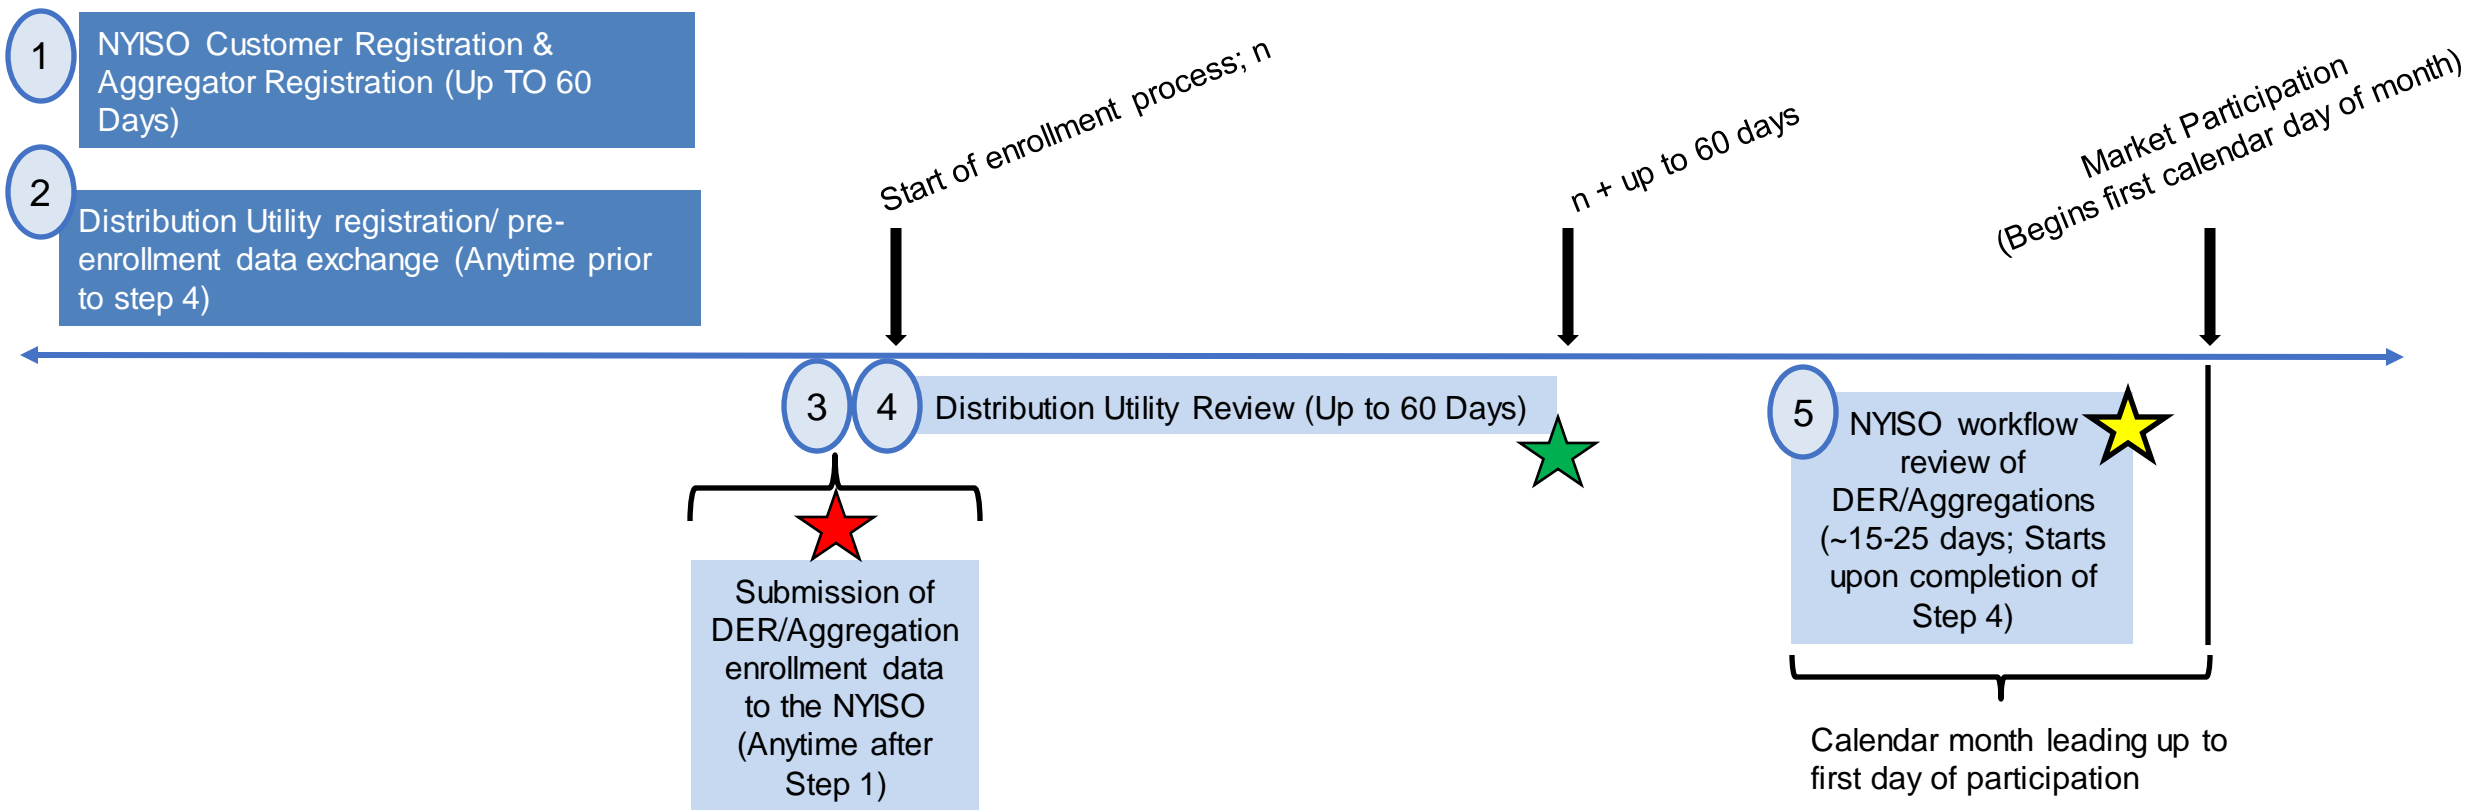 1
NYISO Customer Registration &
Aggregator Registration (Up TO 60
Days)
2
Distribution Utility registration/ pre-
enrollment data exchange (Anytime prior
to step 4)
Start of enrollment process; n
n + up to 60 days
Market Participation
(Begins first calendar day of month)
3
4
Distribution Utility Review (Up to 60 Days)
Submission of
DER/Aggregation
enrollment data
to the NYISO
(Anytime after
Step 1)
5
NYISO workflow
review of
DER/Aggregations
(~15-25 days; Starts
upon completion of
Step 4)
Calendar month leading up to
first day of participation